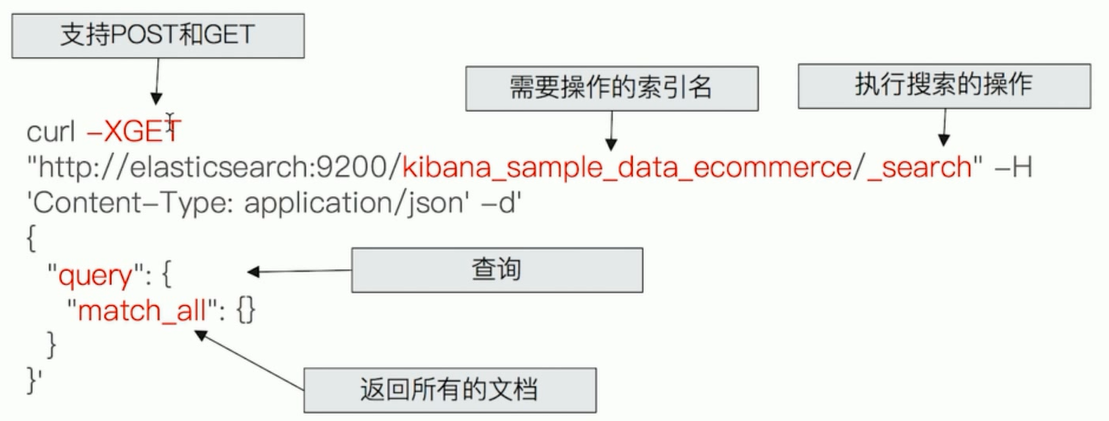 支持POST和GET
需要操作的索引名
执行搜索的操作
curl -XGET
"http://elasticsearch:9200/kibana_sample_data_ecommerce/_search" -H
'Content-Type: application/json' -d'
{
"query": {
查询
"match_all": {}
}
}'
返回所有的文档